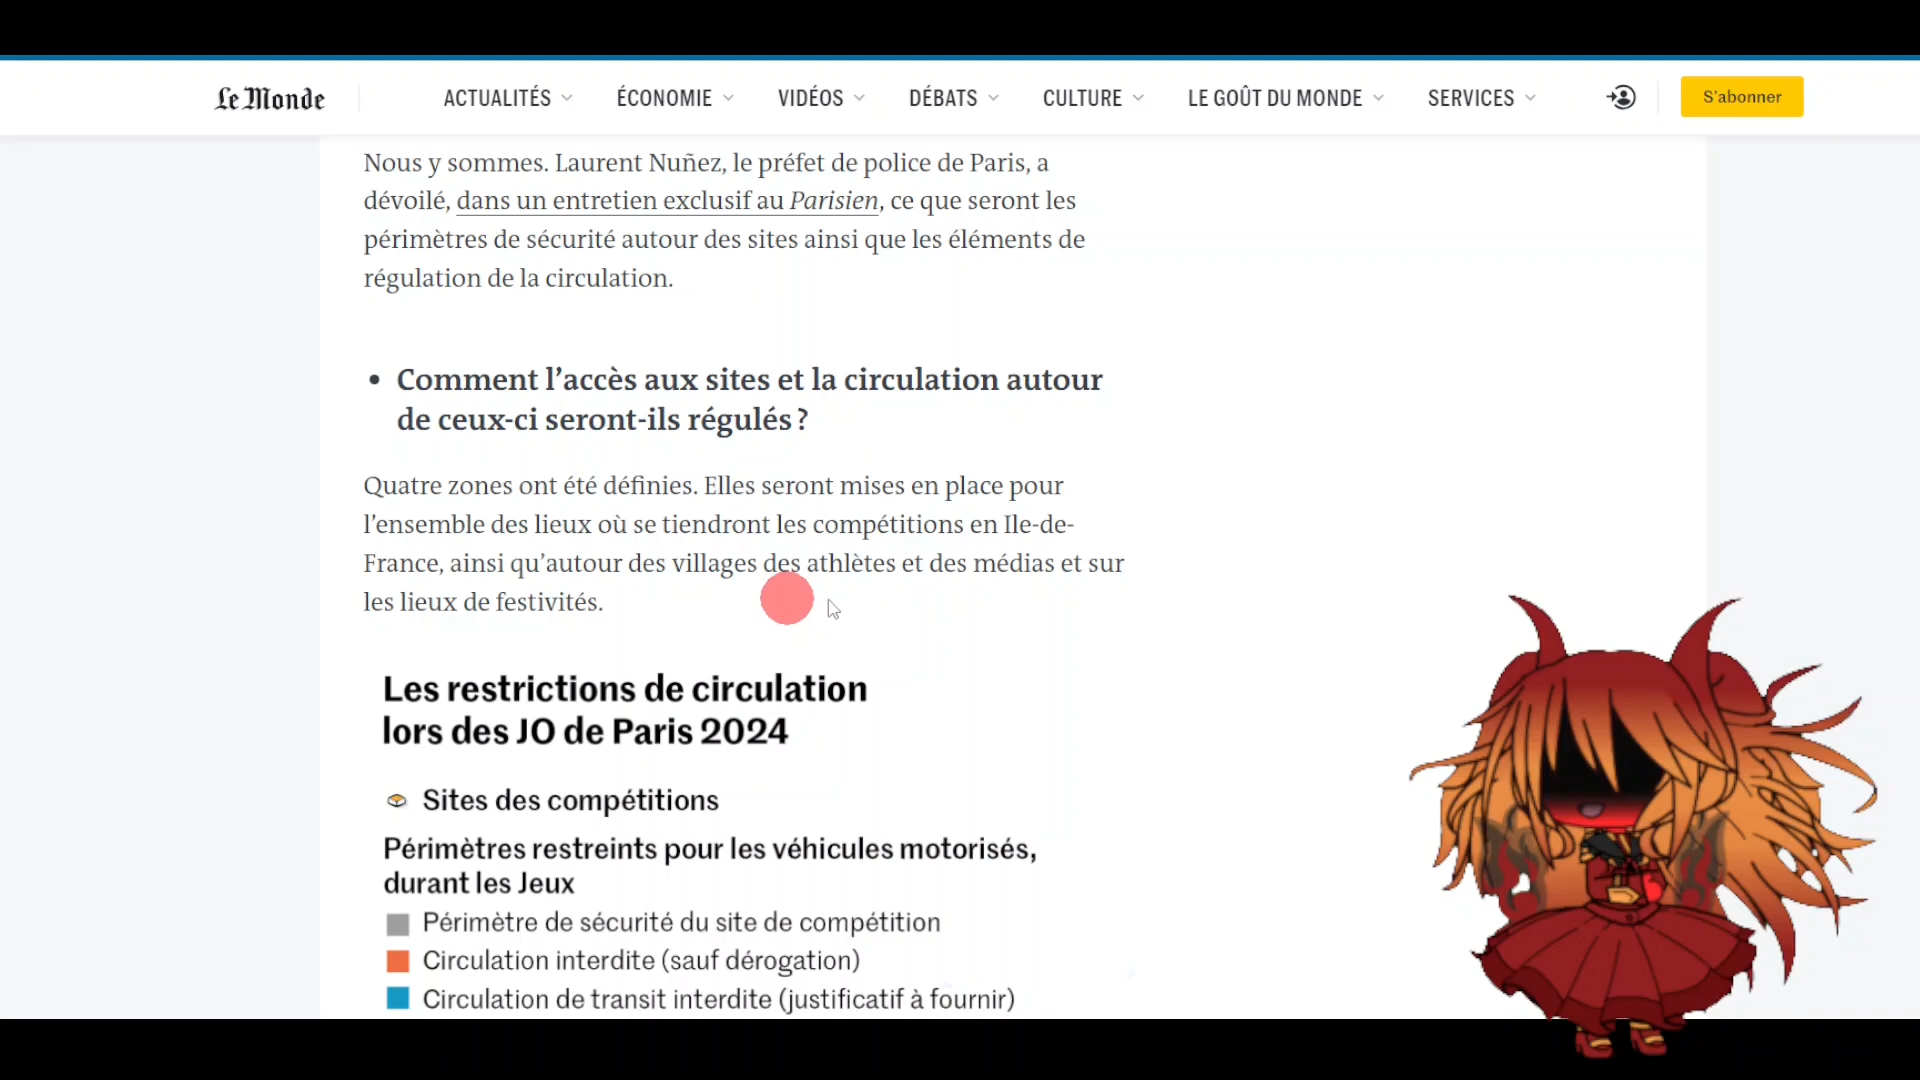 Le Monde
ACTUALITÉS ÉCONOMIE VIDÉOS DÉBATS CULTURE LE GOÛT DU MONDE SERVICES S'abonner
Nous y sommes. Laurent Nuñez, le préfet de police de Paris, a
dévoilé, dans un entretien exclusif au Parisien, ce que seront les
périmètres de sécurité autour des sites ainsi que les éléments de
régulation de la circulation.
• Comment l’accès aux sites et la circulation autour
de ceux-ci seront-ils régulés ?
Quatre zones ont été définies. Elles seront mises en place pour
l’ensemble des lieux où se tiendront les compétitions en Ile-de-
France, ainsi qu’autour des villages des athlètes et des médias et sur
les lieux de festivités.
Les restrictions de circulation
lors des JO de Paris 2024
Sites des compétitions
Périmètres restreints pour les véhicules motorisés,
durant les Jeux
Périmètre de sécurité du site de compétition
Circulation interdite (sauf dérogation)
Circulation de transit interdite (justificatif à fournir)